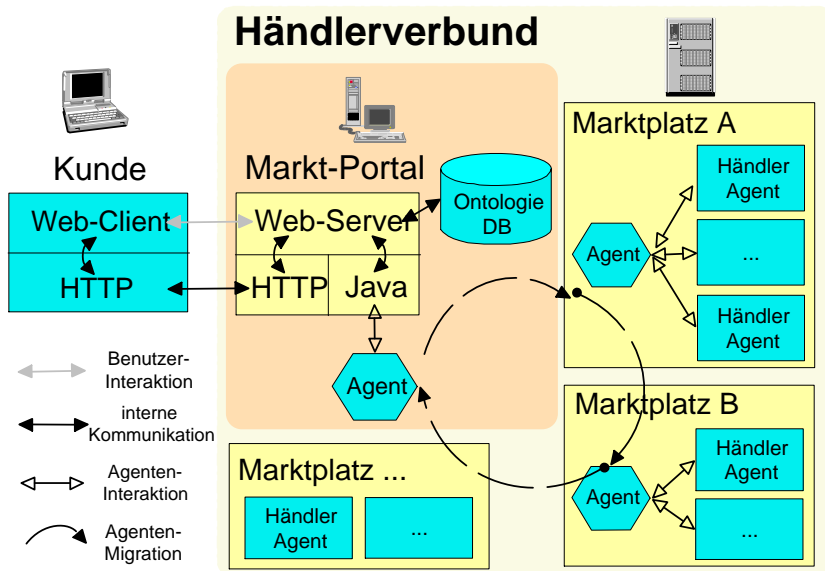 Händlerverbund
Kunde
Web-Client
HTTP
Markt-Portal
Web-Server
HTTP
Java
Ontologie
DB
Agent
Marktplatz A
Agent
Händler
Agent
...
Händler
Agent
Marktplatz B
Agent
Händler
Agent
...
Marktplatz ...
Händler
Agent
...
Benutzer-
Interaktion
interne
Kommunikation
Agenten-
Interaktion
Agenten-
Migration